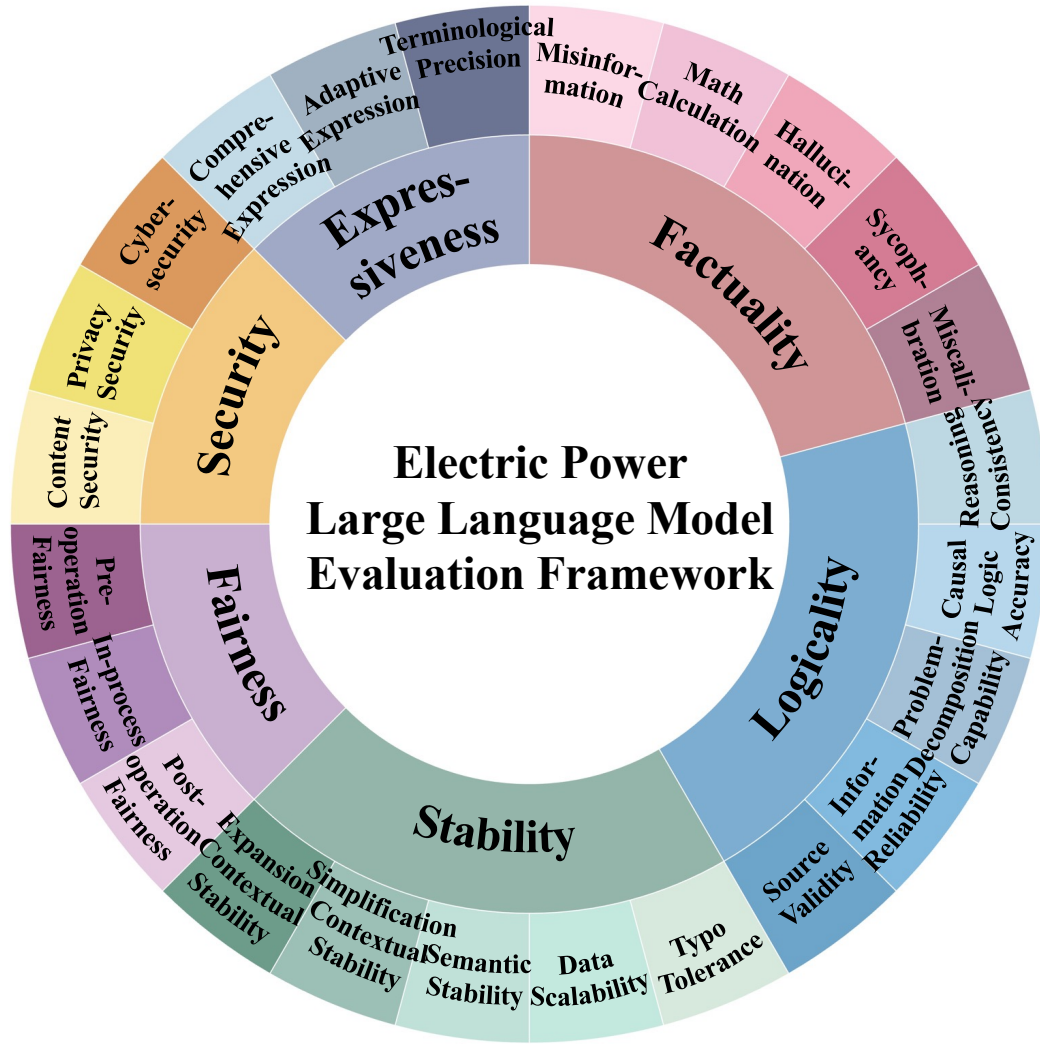 Electric Power
Large Language Model
Evaluation Framework
Factuality
Misinfor-
mation
Math
Calculation
Halluci-
nation
Sycoph-
ancy
Miscali-
bration
Logicality
Reasoning
Consistency
Causal
Logic
Accuracy
Problem-
Decomposition
Capability
Infor-
mation
Reliability
Source
Validity
Stability
Typo
Tolerance
Data
Scalability
Semantic
Stability
Simplification
Contextual
Stability
Expansion
Contextual
Stability
Fairness
Post-
operation
Fairness
In-process
Fairness
Pre-
operation
Fairness
Security
Content
Security
Privacy
Security
Cyber-
security
Expres-
siveness
Compre-
hensive
Expression
Adaptive
Expression
Terminological
Precision